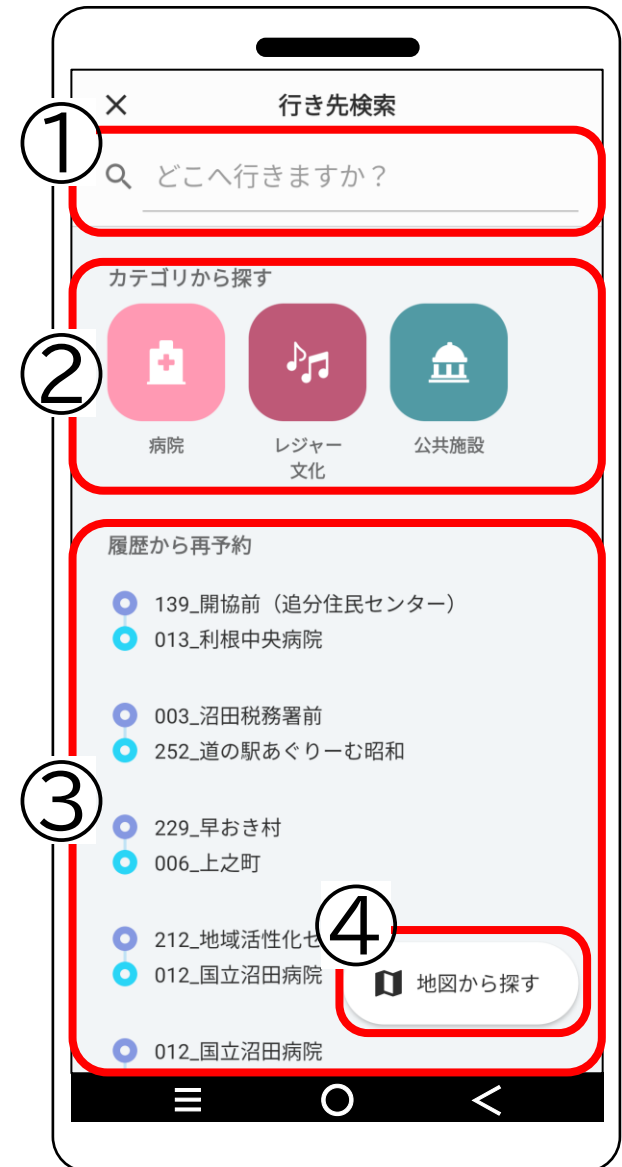 行き先検索
①
どこへ行きますか？
②
カテゴリから探す
病院
レジャー
文化
公共施設
③
履歴から再予約
139_開協前（追分住民センター）
013_利根中央病院
003_沼田税務署前
252_道の駅あぐりーむ昭和
229_早おき村
006_上之町
212_地域活性化セ
012_国立沼田病院
④
地図から探す
012_国立沼田病院